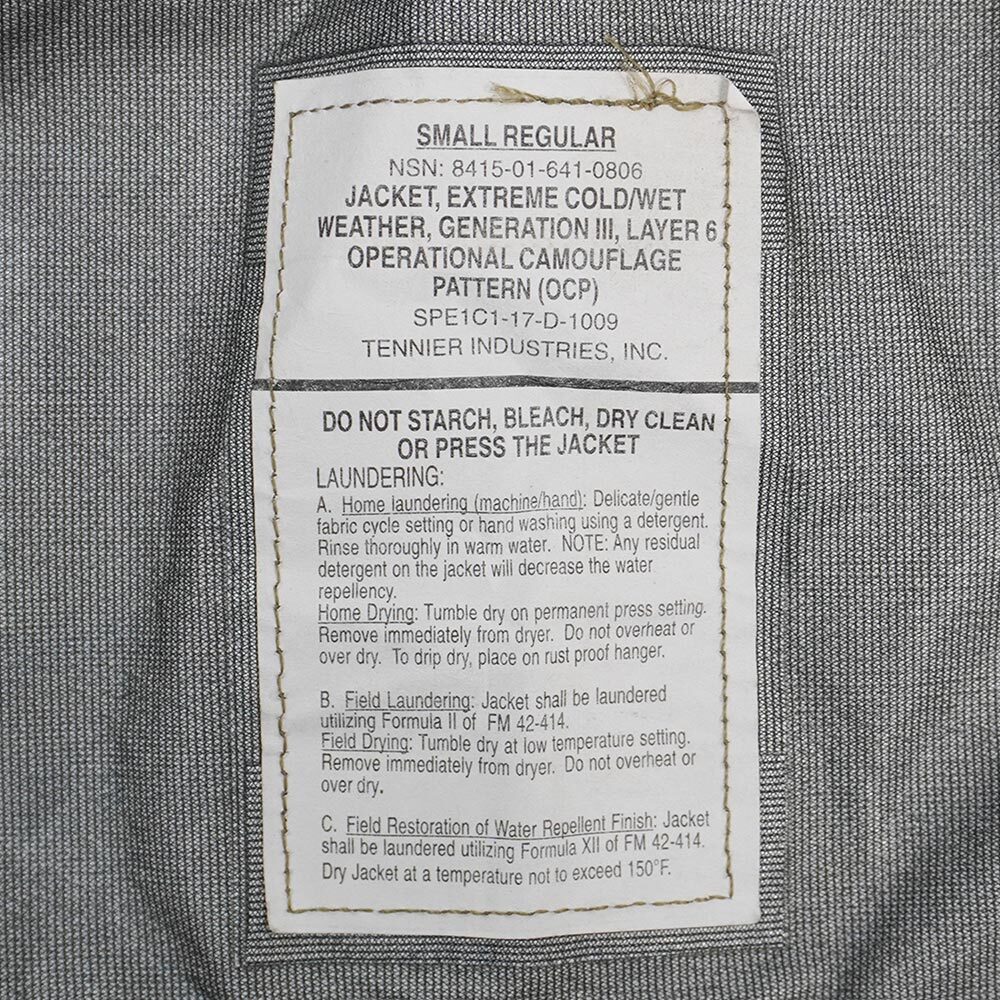 SMALL REGULAR
NSN: 8415-01-641-0806
JACKET, EXTREME COLD/WET
WEATHER, GENERATION III, LAYER 6
OPERATIONAL CAMOUFLAGE
PATTERN (OCP)
SPE1C1-17-D-1009
TENNIER INDUSTRIES, INC.
DO NOT STARCH, BLEACH, DRY CLEAN
OR PRESS THE JACKET
LAUNDERING:
A. Home laundering (machine/hand): Delicate/gentle
fabric cycle setting or hand washing using a detergent.
Rinse thoroughly in warm water. NOTE: Any residual
detergent on the jacket will decrease the water
repellency.
Home Drying: Tumble dry on permanent press setting.
Remove immediately from dryer. Do not overheat or
over dry. To drip dry, place on rust proof hanger.
B. Field Laundering: Jacket shall be laundered
utilizing Formula II of FM 42-414.
Field Drying: Tumble dry at low temperature setting.
Remove immediately from dryer. Do not overheat or
over dry.
C. Field Restoration of Water Repellent Finish: Jacket
shall be laundered utilizing Formula XII of FM 42-414.
Dry Jacket at a temperature not to exceed 150°F.